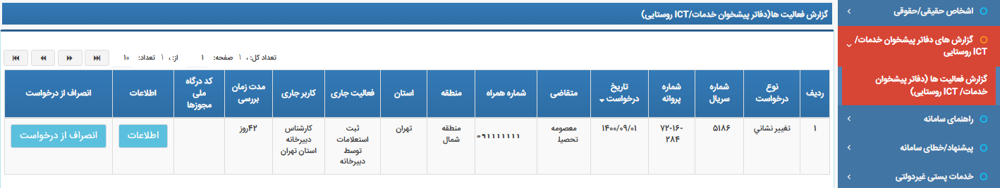 گزارش فعالیت ها(دفاتر پیشخوان خدمات/ICT روستایی)
اشخاص حقیقی/حقوقی
گزارش های دفاتر پیشخوان خدمات/
ICT روستایی
گزارش فعالیت ها (دفاتر پیشخوان
خدمات/ ICT روستایی)
راهنمای سامانه
پیشنهاد/خطای سامانه
خدمات پستی غیردولتی
تعداد کل: ۱ ، صفحه: ۱ از: ۱ ، تعداد: ۱۰
ردیف
نوع
درخواست
شماره
سریال
شماره
پروانه
تاریخ
درخواست
متقاضی
شماره همراه
منطقه
استان
فعالیت جاری
کاربر جاری
مدت زمان
بررسی
کد درگاه
ملی
مجوزها
اطلاعات
انصراف از درخواست
۱
تغییر نشاني
۵۱۸۶
۷۲-۱۶-
۲۸۴
۱۴۰۰/۰۹/۰۱
معصومه
تحصیلـ
۰۹۱۱۱۱۱۱۱
منطقه
شمال
تهران
ثبت
استعلامات
توسط
دبیرخانه
کارشناس
دبیرخانه
استان تهران
۴۲روز
اطلاعات
انصراف از درخواست